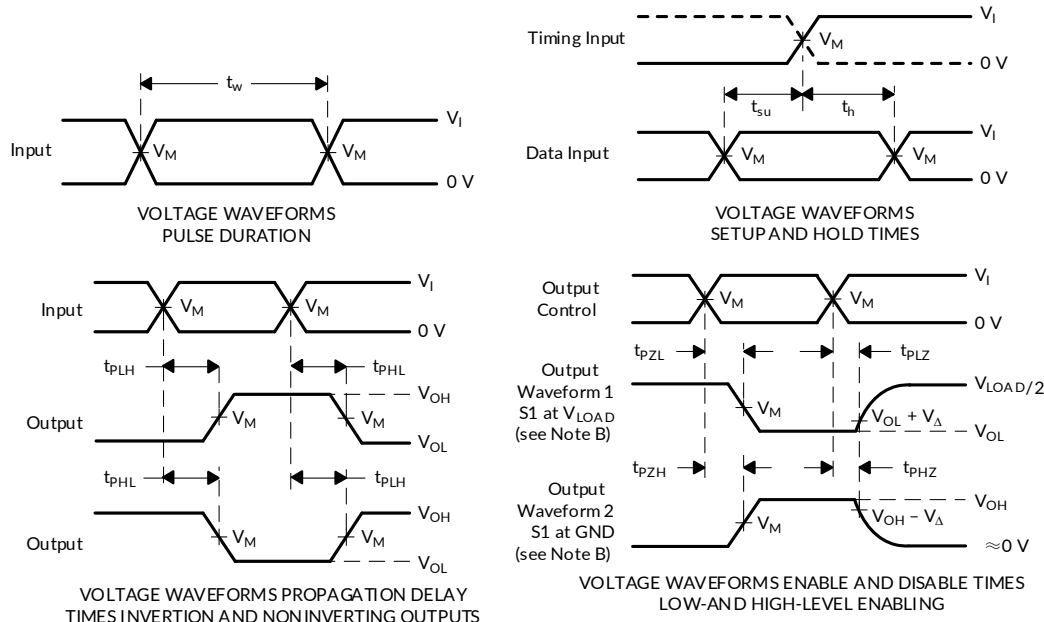 t_w
Input
V_I
V_M
V_M
0 V
VOLTAGE WAVEFORMS
PULSE DURATION
Timing Input
V_I
V_M
0 V
t_su
t_h
Data Input
V_I
V_M
V_M
0 V
VOLTAGE WAVEFORMS
SETUP AND HOLD TIMES
Input
V_I
V_M
V_M
0 V
t_PLH
t_PHL
Output
V_OH
V_M
V_M
V_OL
t_PHL
t_PLH
Output
V_OH
V_M
V_M
V_OL
VOLTAGE WAVEFORMS PROPAGATION DELAY
TIMES INVERTION AND NONINVERTING OUTPUTS
Output
Control
V_I
V_M
V_M
0 V
t_PZL
t_PLZ
Output
Waveform 1
S1 at V_LOAD
(see Note B)
V_LOAD/2
V_M
V_OL + V_Δ
V_OL
t_PZH
t_PHZ
Output
Waveform 2
S1 at GND
(see Note B)
V_OH
V_M
V_OH − V_Δ
≈0 V
VOLTAGE WAVEFORMS ENABLE AND DISABLE TIMES
LOW-AND HIGH-LEVEL ENABLING